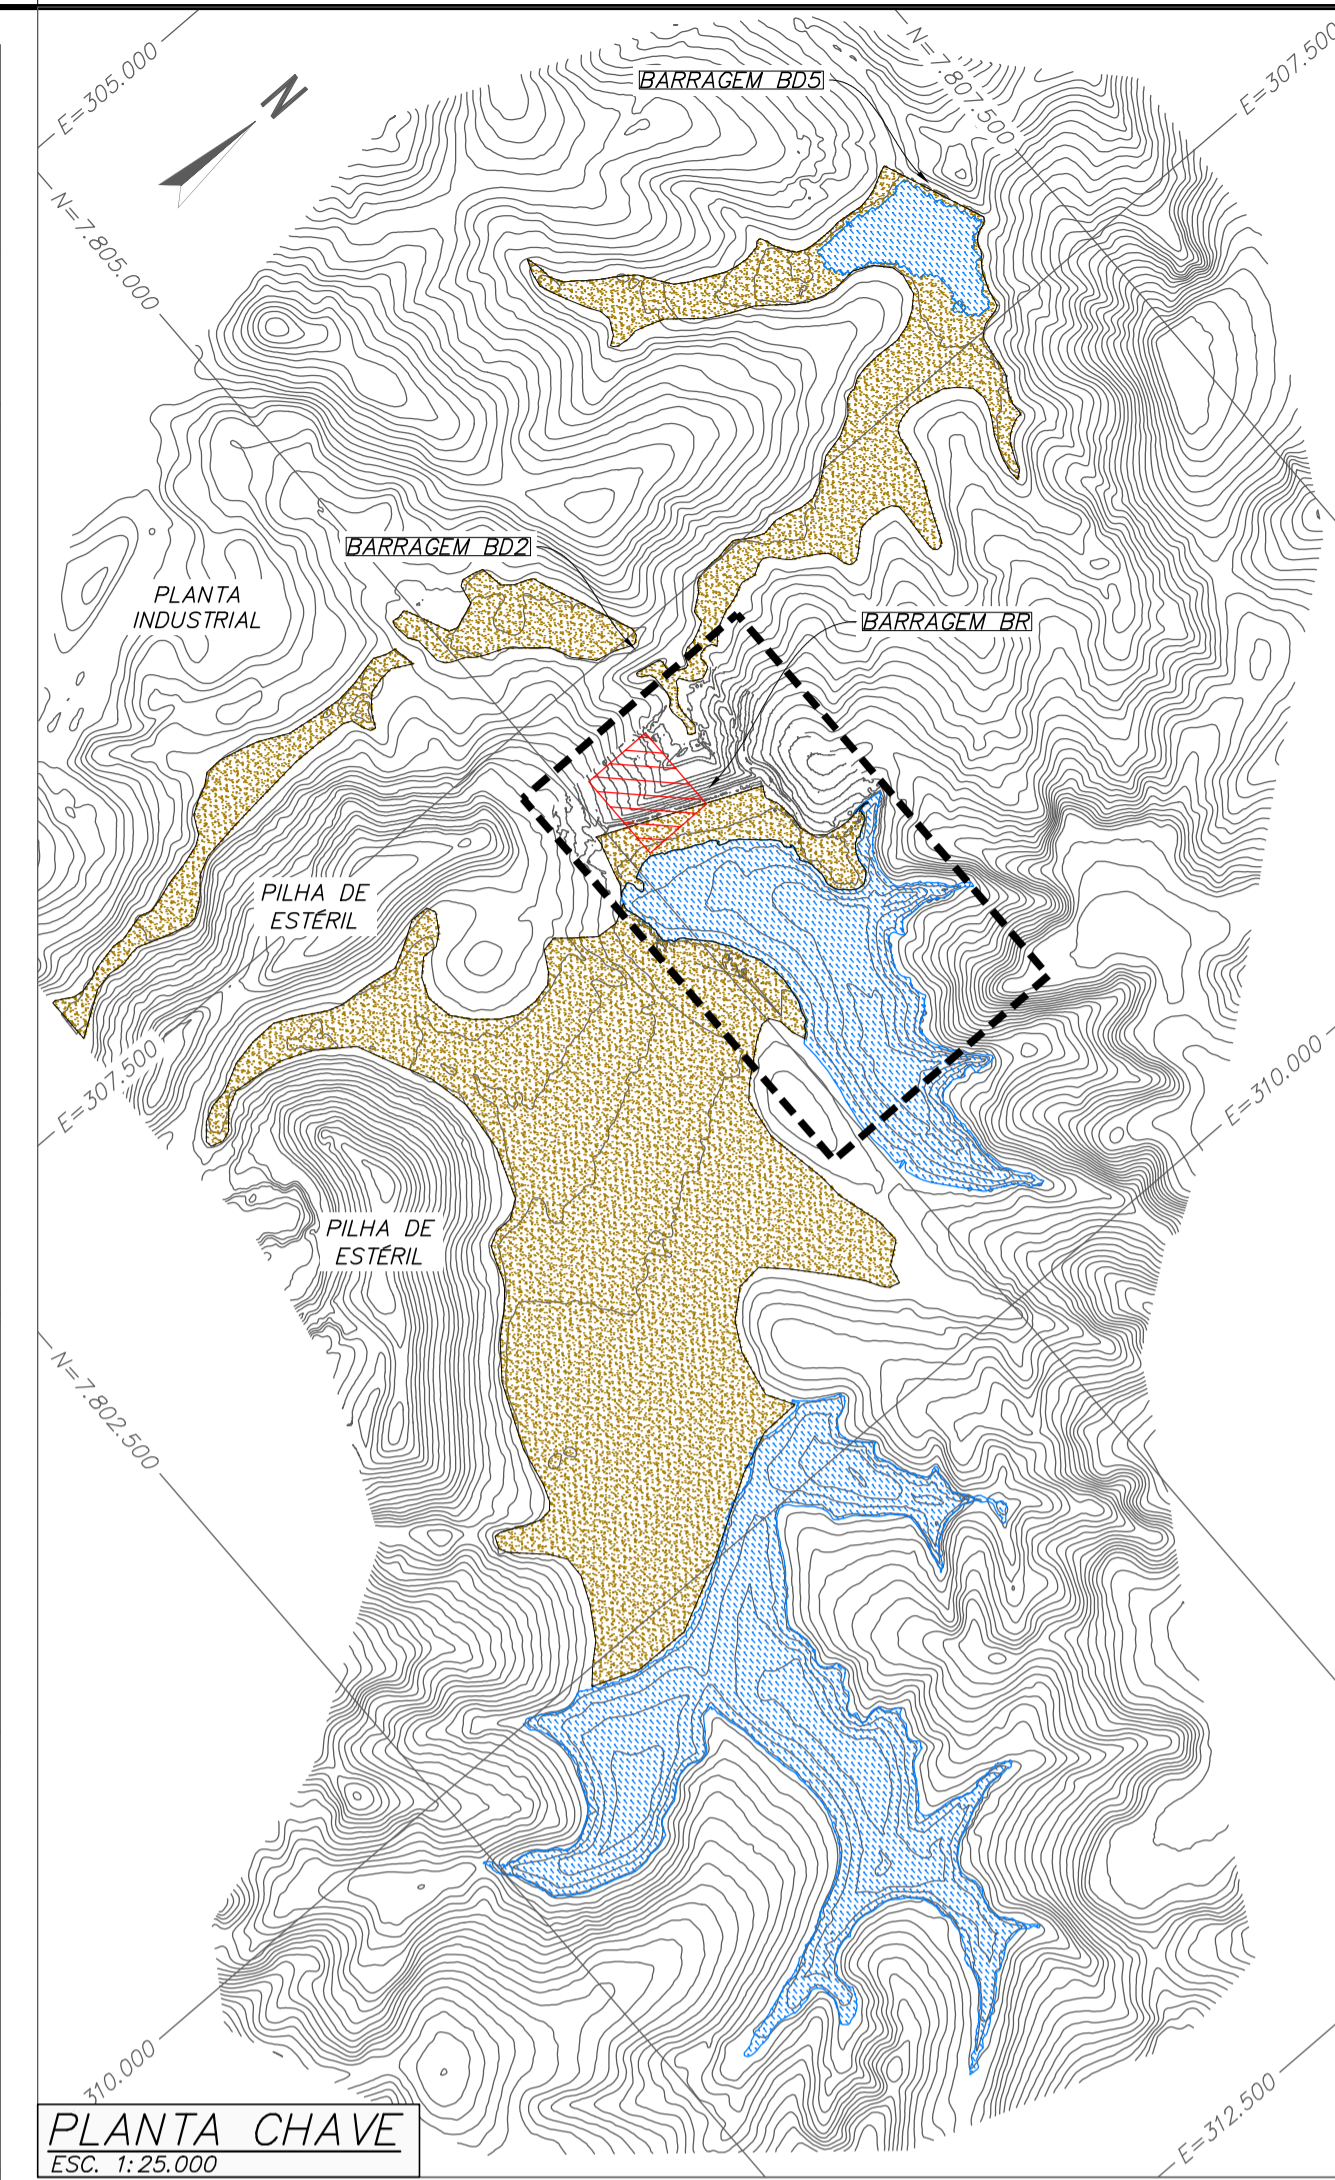 E=305.000
N
BARRAGEM BD5
N=7.807.500
E=307.500
N=7.805.000
BARRAGEM BD2
PLANTA
INDUSTRIAL
BARRAGEM BR
PILHA DE
ESTÉRIL
E=307.500
E=310.000
PILHA DE
ESTÉRIL
N=7.802.500
310.000
E=312.500
PLANTA CHAVE
ESC. 1:25.000